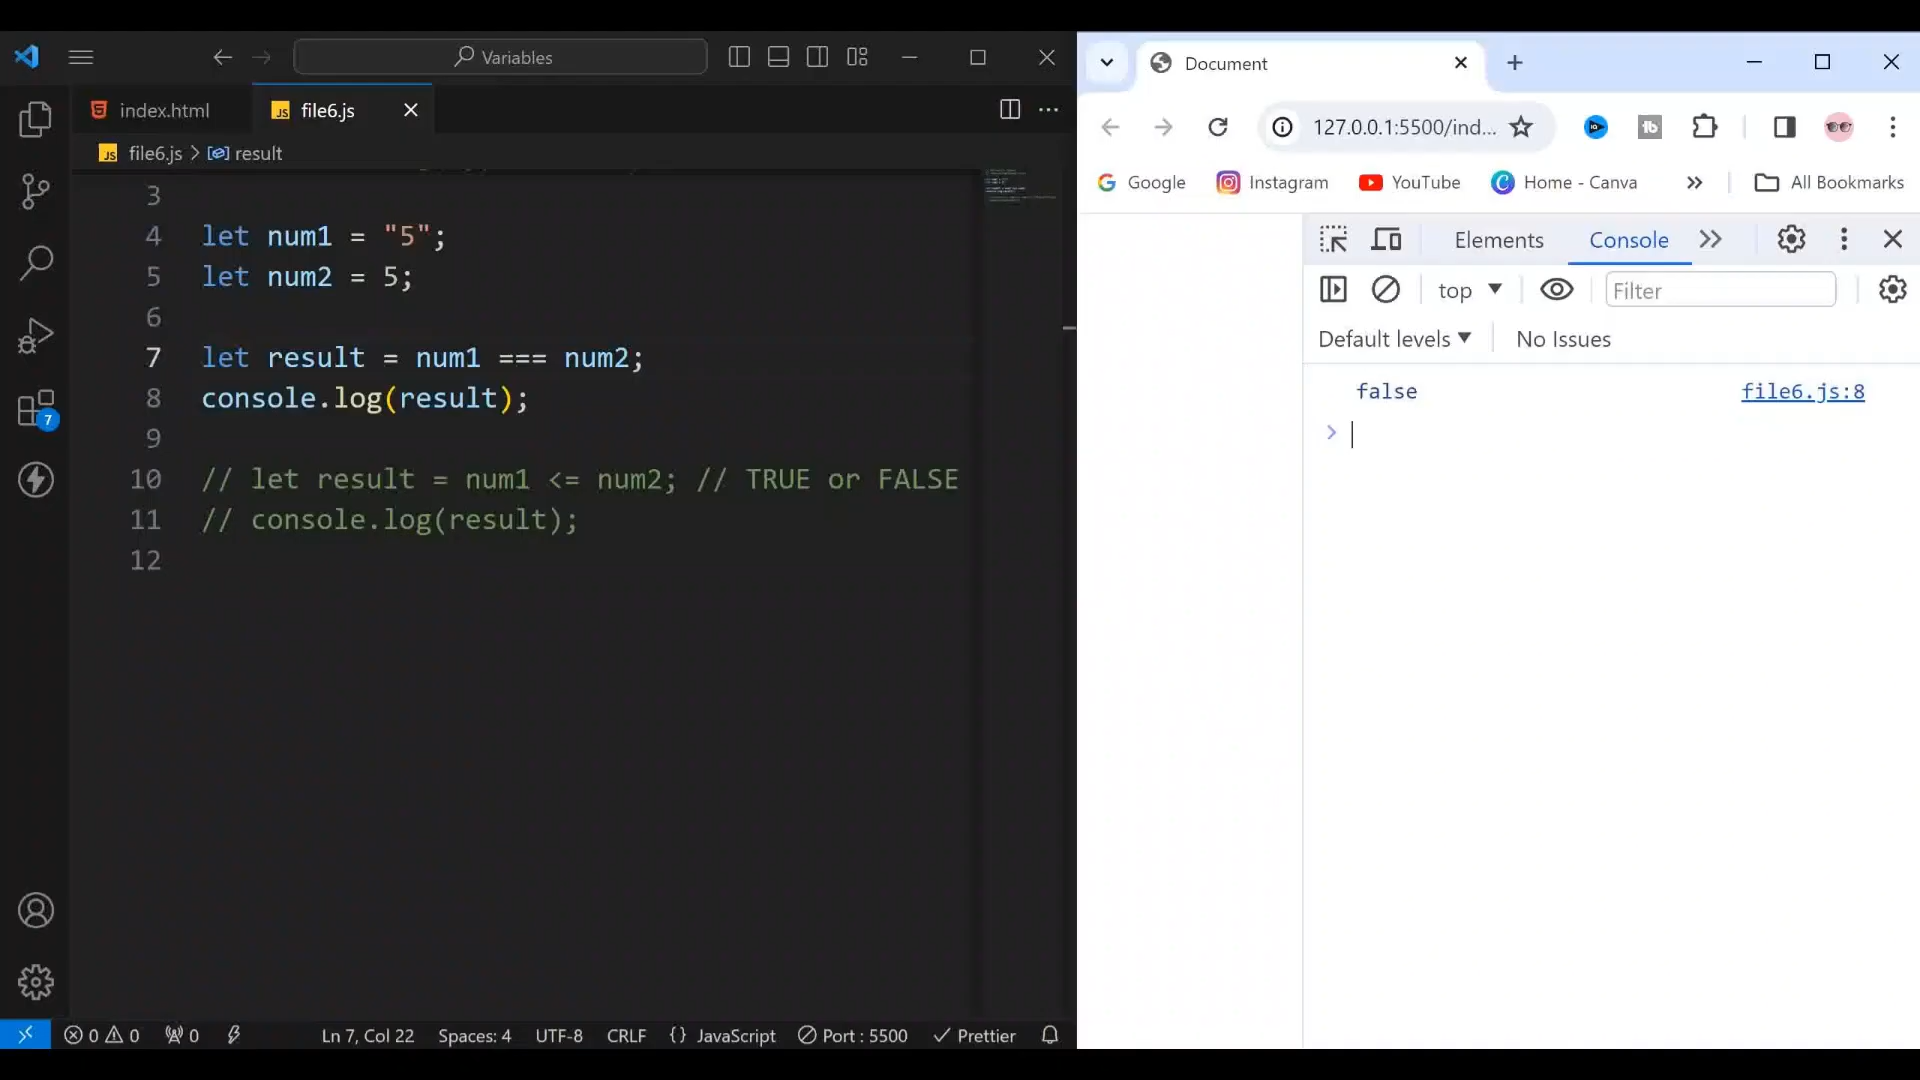 Variables
index.html
file6.js
file6.js > result
3
4 let num1 = "5";
5 let num2 = 5;
6
7 let result = num1 === num2;
8 console.log(result);
9
10 // let result = num1 <= num2; // TRUE or FALSE
11 // console.log(result);
12
7
0 0 0 Ln 7, Col 22 Spaces: 4 UTF-8 CRLF {} JavaScript Port : 5500 Prettier
Document
127.0.0.1:5500/ind...
Google Instagram YouTube Home - Canva All Bookmarks
Elements Console
top Filter
Default levels No Issues
false file6.js:8
>